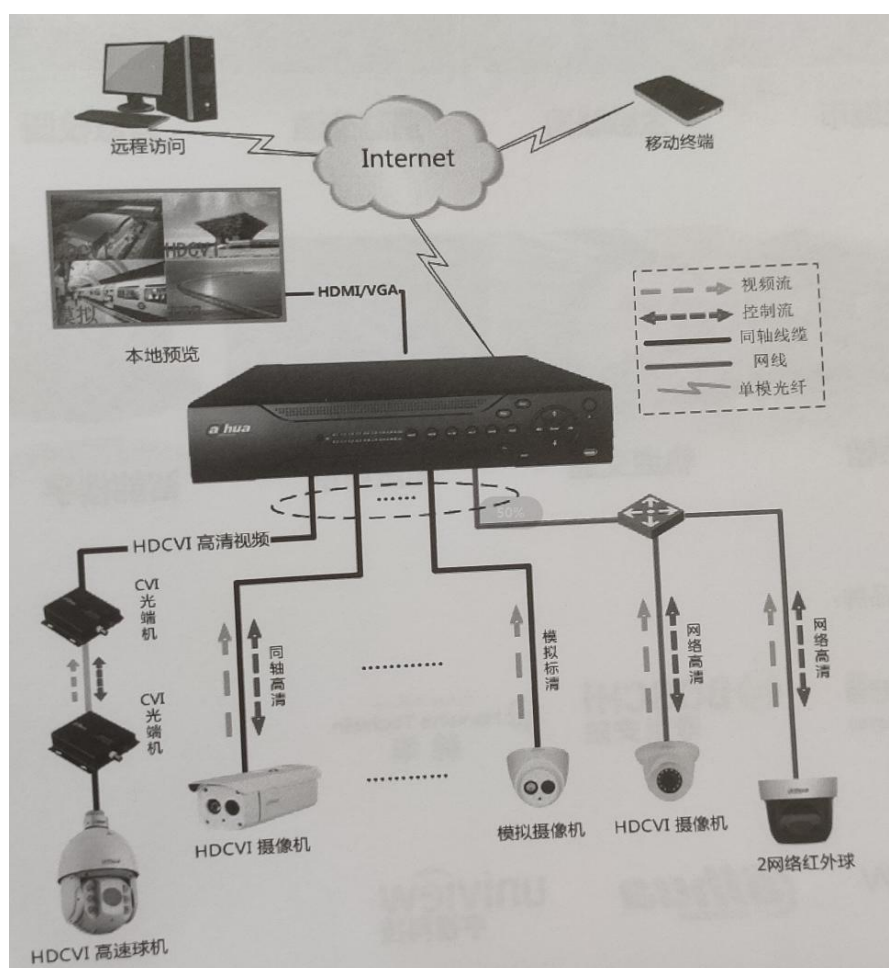 远程访问
Internet
移动终端
HDCVI
模拟
HDMI/VGA
本地预览
视频流
控制流
同轴线缆
网线
单模光纤
alhua
......
50%
HDCVI 高清视频
CVI
光
端
机
同
轴
高
清
............
模
拟
标
清
网
络
高
清
网
络
高
清
CVI
光
端
机
............
HDCVI 摄像机
模拟摄像机
HDCVI 摄像机
alhua
2网络红外球
HDCVI 高速球机
uniview